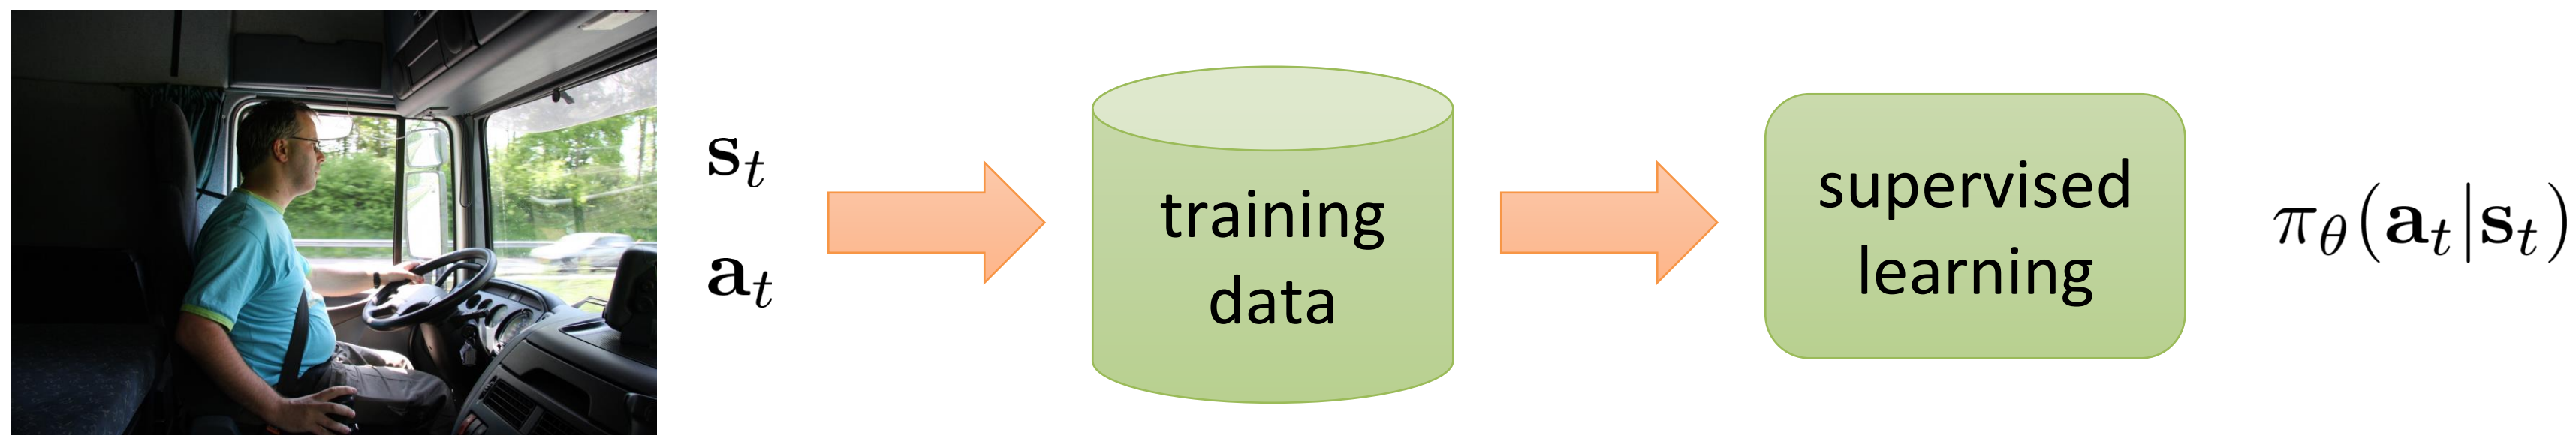 s_t
a_t
training
data
supervised
learning
π_θ(a_t|s_t)